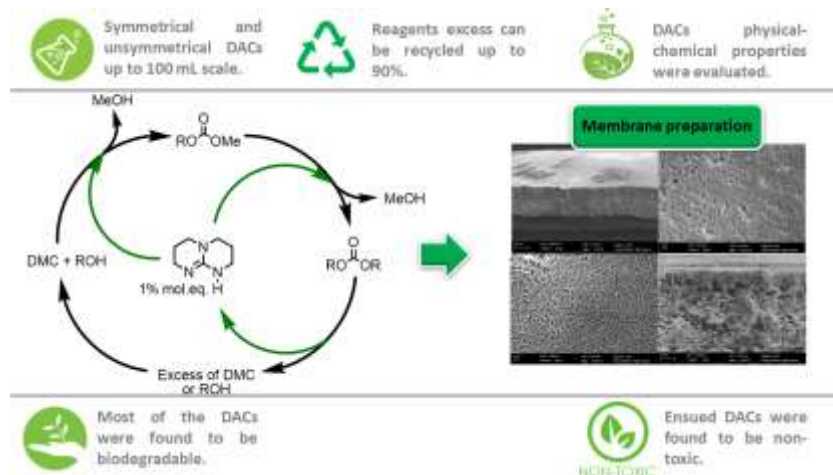 Symmetrical and
unsymmetrical DACs
up to 100 mL scale.
Reagents excess can
be recycled up to
90%.
DACs physical-
chemical properties
were evaluated.
MeOH
O
RO OMe
MeOH
DMC + ROH
N N N
1% mol.eq. H
O
RO OR
Excess of DMC
or ROH
Membrane preparation
Most of the DACs
were found to be
biodegradable.
NON-TOXIC
Ensued DACs were
found to be non-
toxic.